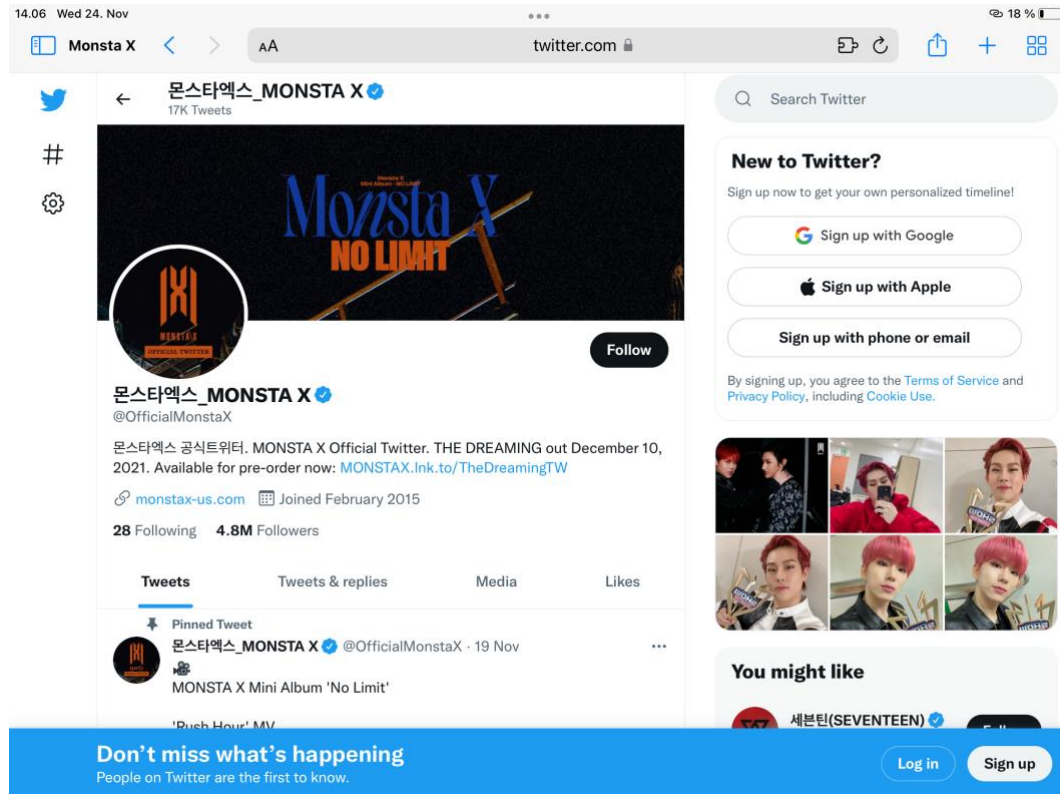 14.06 Wed 24. Nov
18 %
Monsta X
AA
twitter.com
몬스타엑스_MONSTA X
17K Tweets
Monsta X
Mini Album - NO LIMIT
Monsta X
NO LIMIT
MONSTA X
OFFICIAL TWITTER
Follow
몬스타엑스_MONSTA X
@OfficialMonstaX
몬스타엑스 공식트위터. MONSTA X Official Twitter. THE DREAMING out December 10,
2021. Available for pre-order now: MONSTAX.lnk.to/TheDreamingTW
monstax-us.com Joined February 2015
28 Following 4.8M Followers
Tweets Tweets & replies Media Likes
Pinned Tweet
몬스타엑스_MONSTA X @OfficialMonstaX · 19 Nov
MONSTA X Mini Album 'No Limit'
'Rush Hour' MV
Search Twitter
New to Twitter?
Sign up now to get your own personalized timeline!
Sign up with Google
Sign up with Apple
Sign up with phone or email
By signing up, you agree to the Terms of Service and
Privacy Policy, including Cookie Use.
You might like
세븐틴(SEVENTEEN)
Don't miss what's happening
People on Twitter are the first to know.
Log in
Sign up